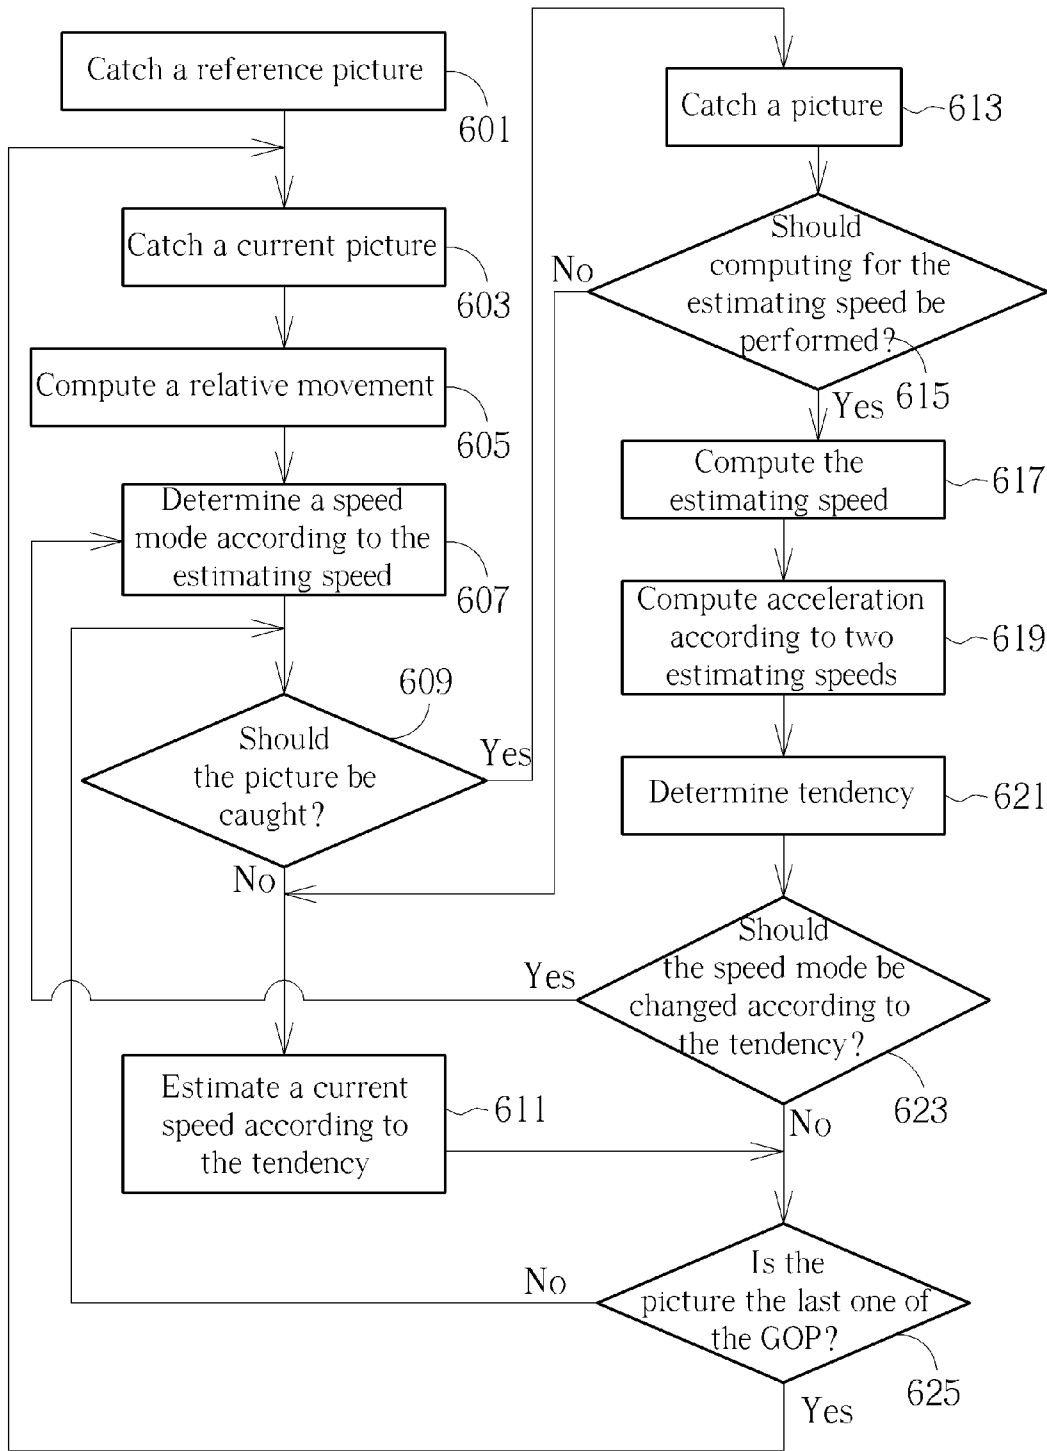 Catch a reference picture
601
Catch a current picture
603
Compute a relative movement
605
Determine a speed
mode according to the
estimating speed
607
609
Should
the picture be
caught?
Yes
No
Estimate a current
speed according to
the tendency
611
Catch a picture
613
Should
computing for the
estimating speed be
performed?
No
Yes
615
Compute the
estimating speed
617
Compute acceleration
according to two
estimating speeds
619
Determine tendency
621
Should
the speed mode be
changed according to
the tendency?
Yes
623
No
Is the
picture the last one of
the GOP?
No
625
Yes